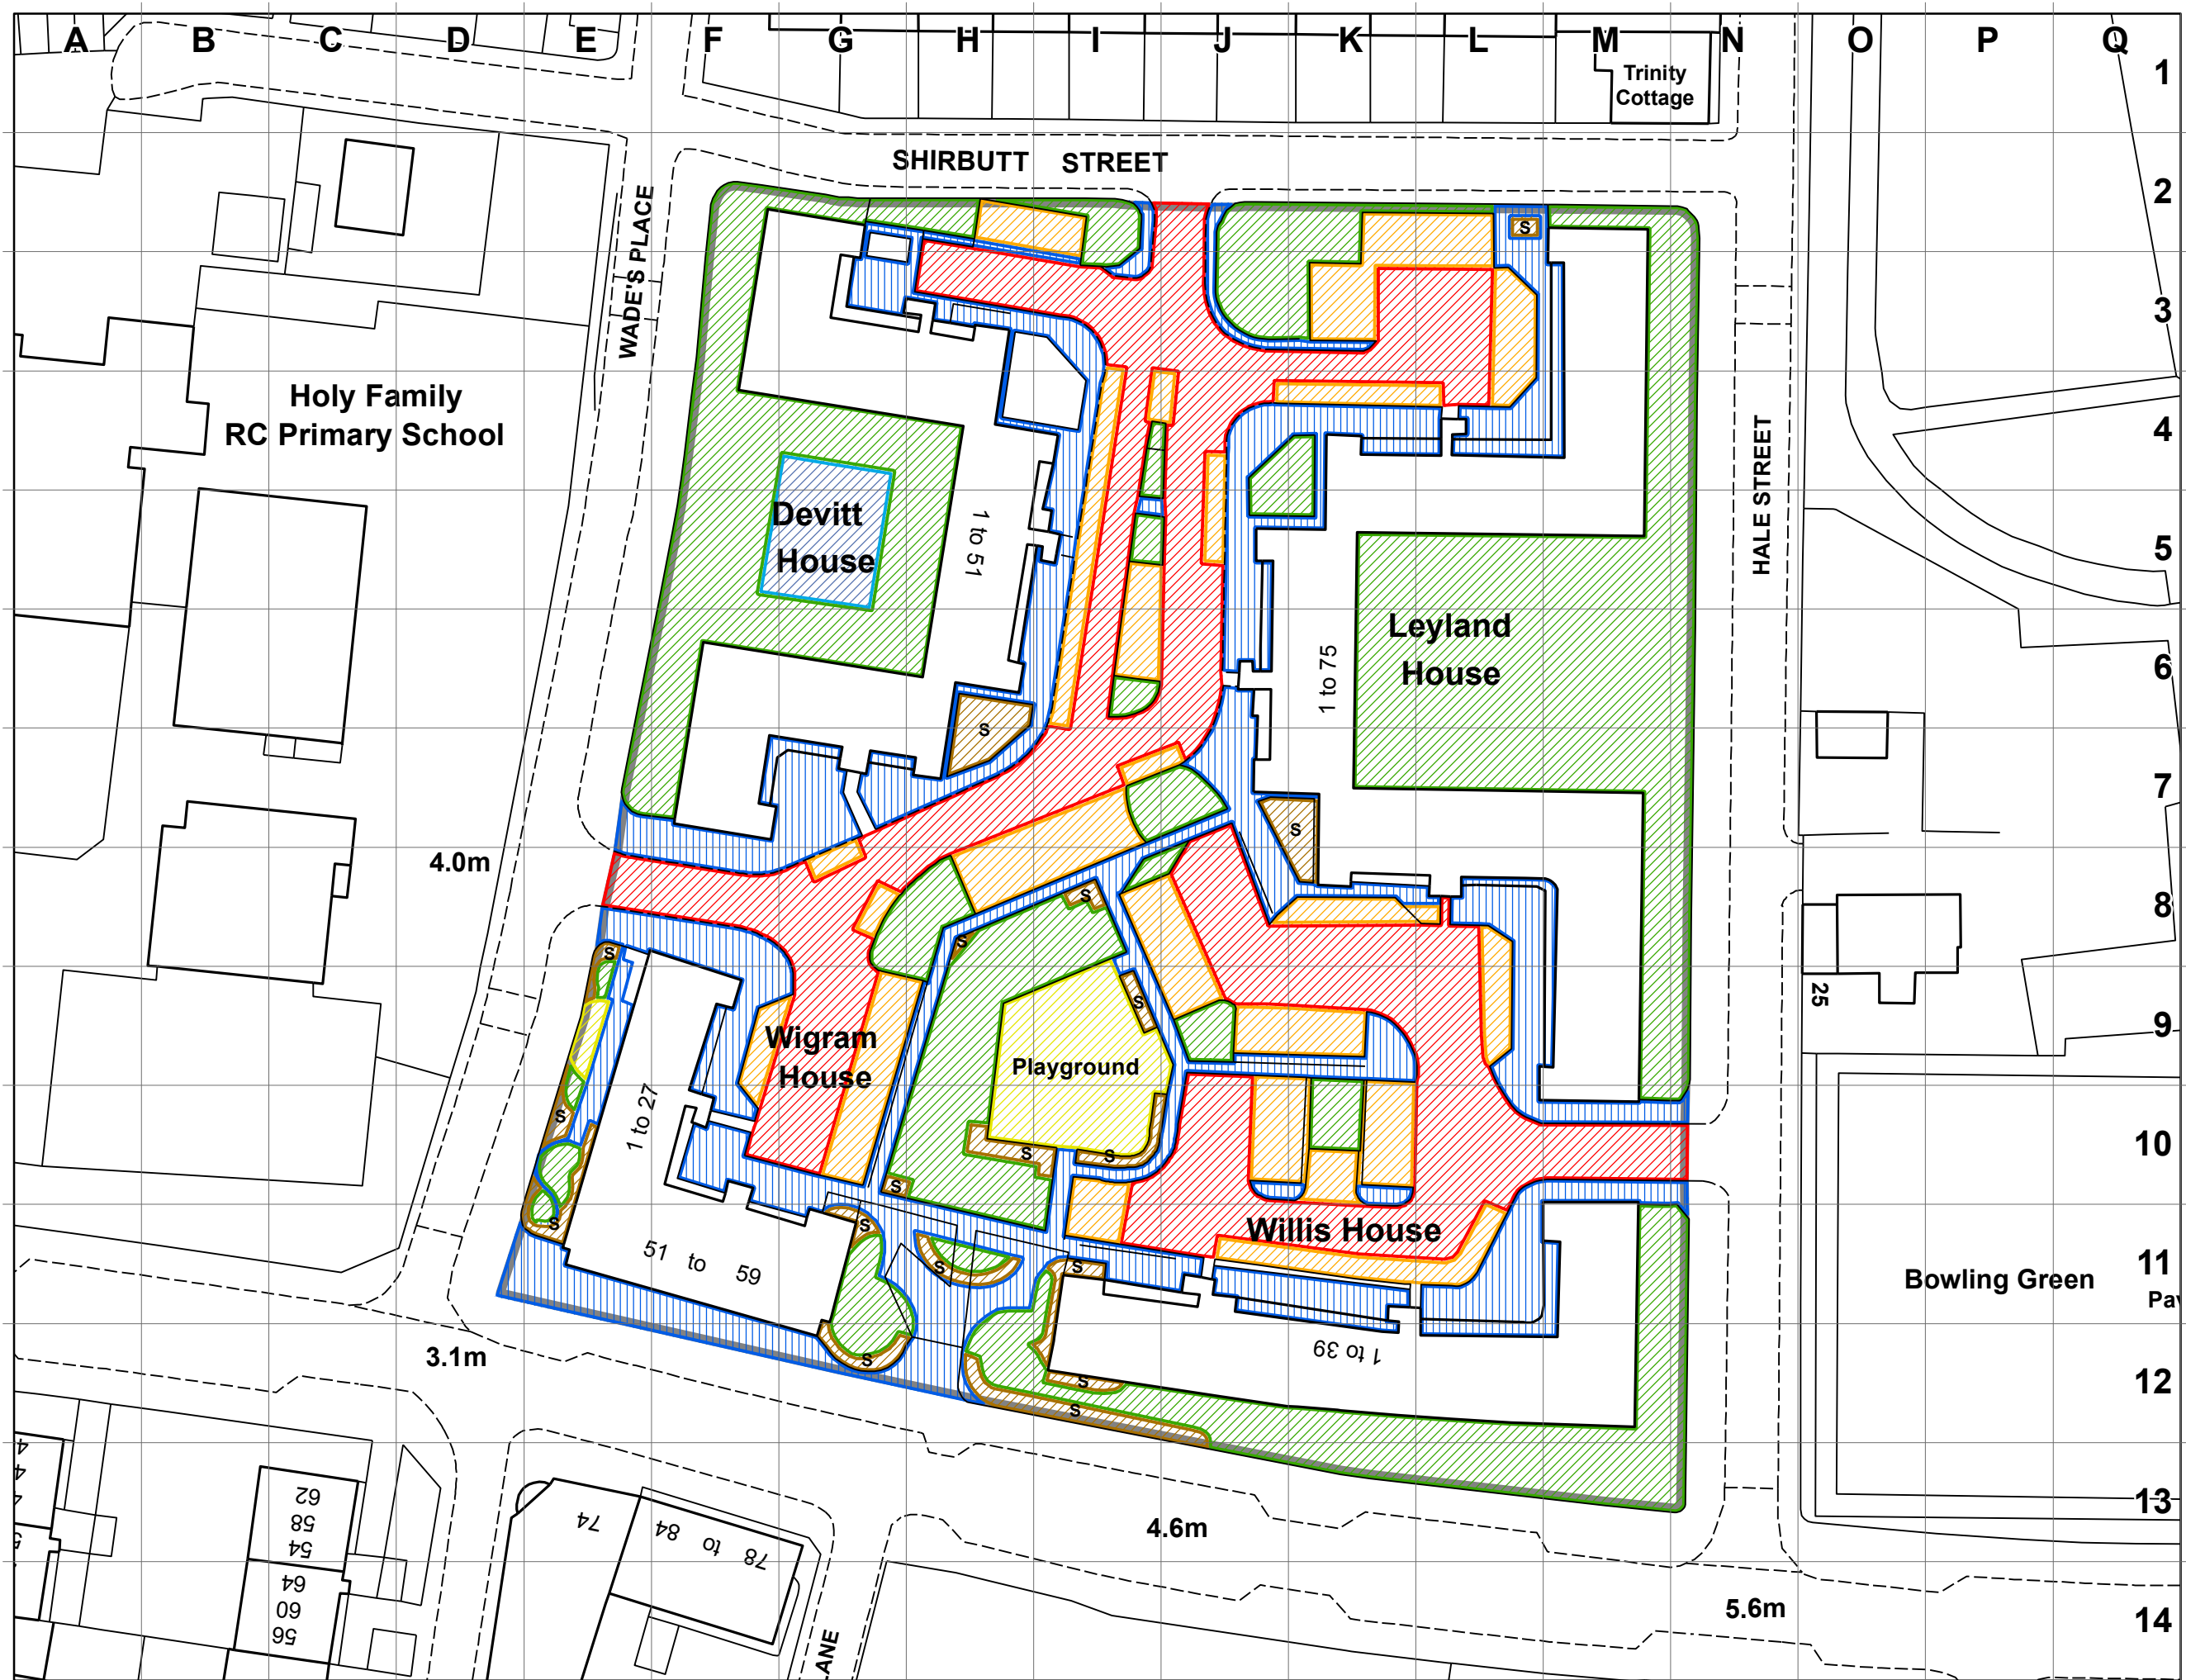 A B C D E F G H I J K L M N O P Q
1
Trinity
Cottage
SHIRBUTT STREET
2
WADE'S PLACE
S
3
Holy Family
RC Primary School
4
HALE STREET
Devitt
House
1 to 51
5
Leyland
House
1 to 75
6
S
7
S
4.0m
8
S
S
S
25
S
9
Wigram
House
Playground
1 to 27
S
10
S
S
S
S
S
Willis House
51 to 59
S
S
11
Bowling Green
Pav
3.1m
1 to 39
S
12
S
S
62
58
54
13
74
78 to 84
4.6m
64
60
56
5.6m
14
LANE